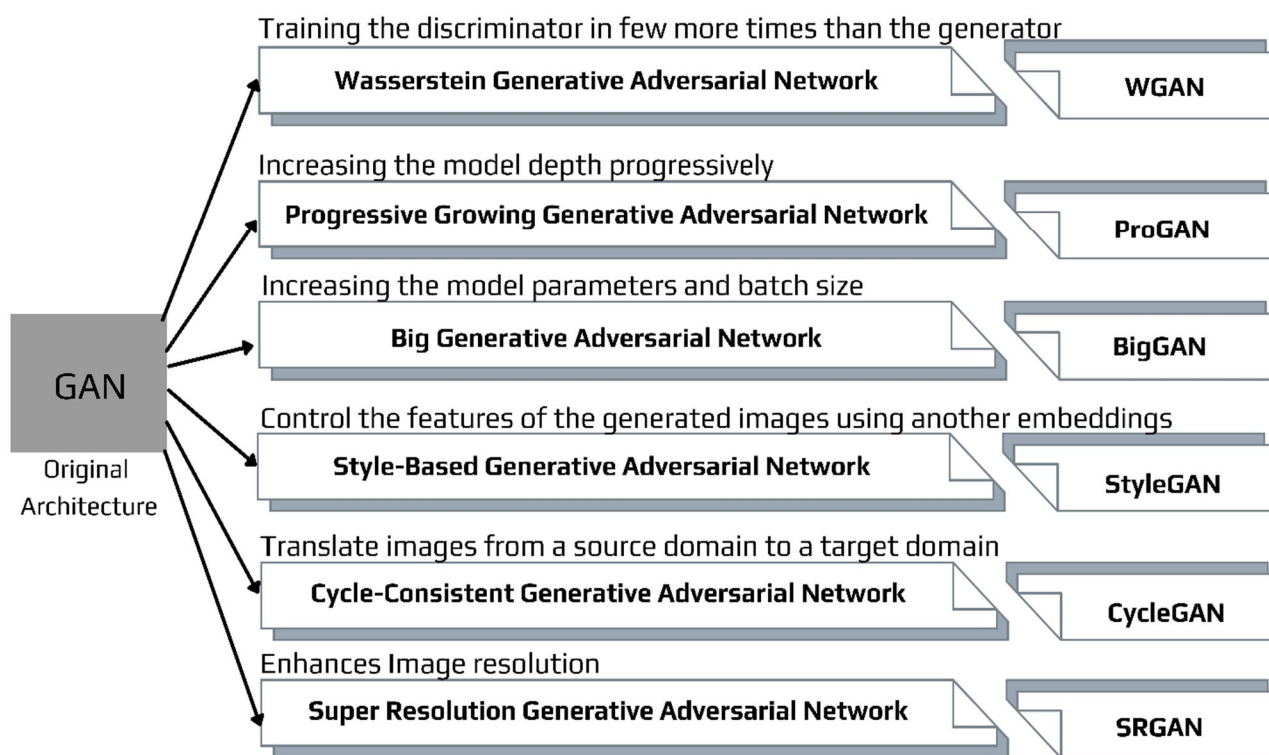 Training the discriminator in few more times than the generator
Wasserstein Generative Adversarial Network
WGAN
Increasing the model depth progressively
Progressive Growing Generative Adversarial Network
ProGAN
Increasing the model parameters and batch size
Big Generative Adversarial Network
BigGAN
GAN
Original
Architecture
Control the features of the generated images using another embeddings
Style-Based Generative Adversarial Network
StyleGAN
Translate images from a source domain to a target domain
Cycle-Consistent Generative Adversarial Network
CycleGAN
Enhances Image resolution
Super Resolution Generative Adversarial Network
SRGAN